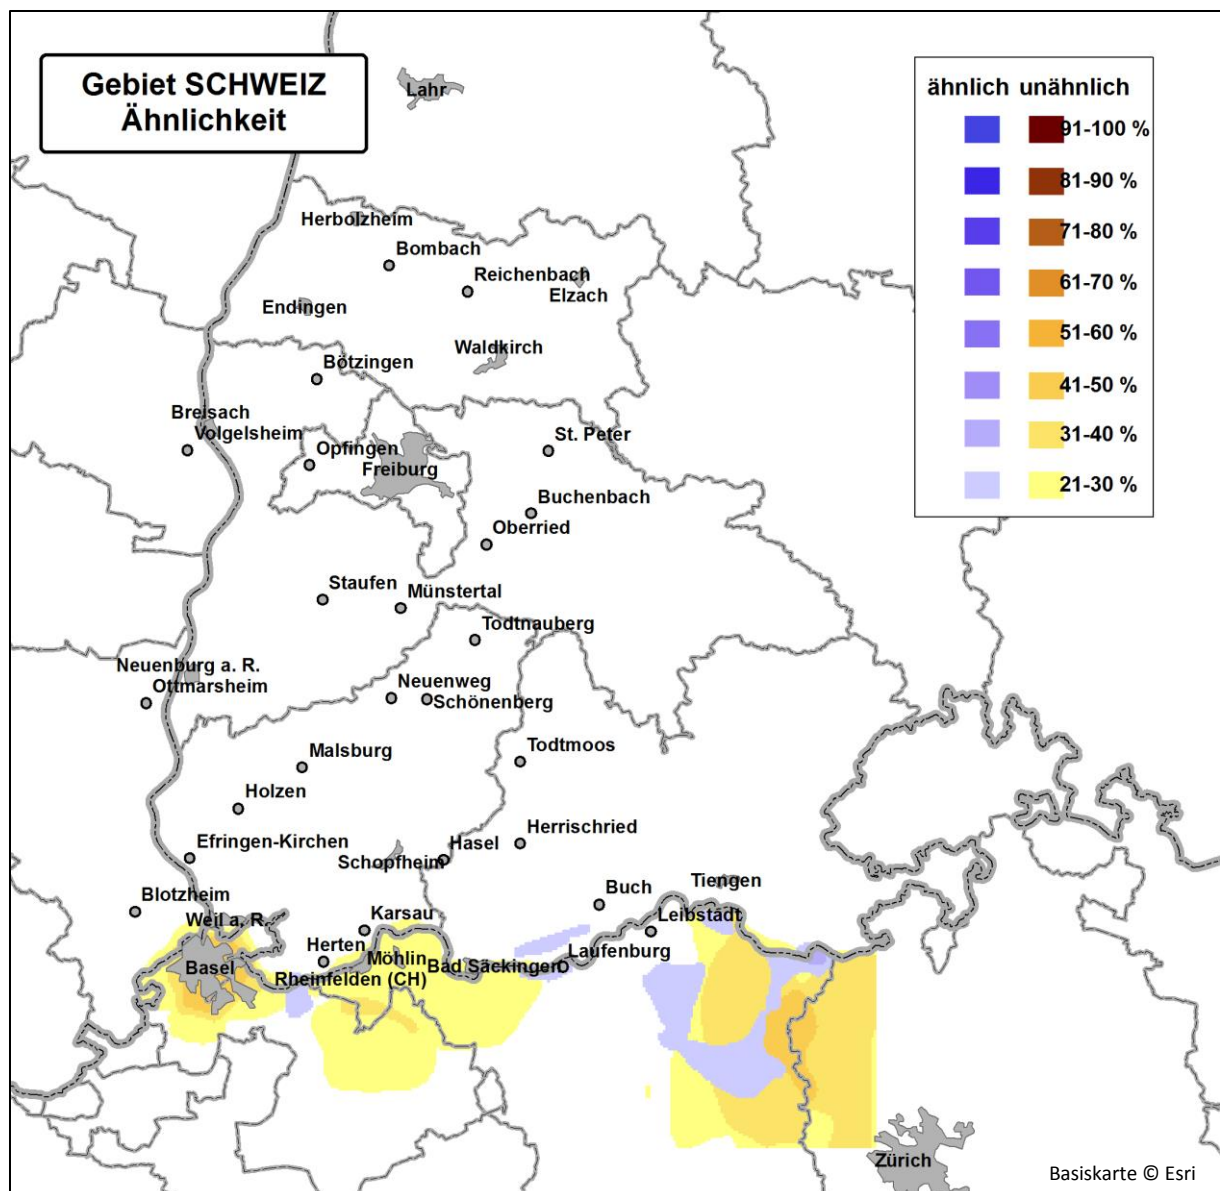 Gebiet SCHWEIZ
Ähnlichkeit
ähnlich unähnlich
91-100 %
81-90 %
71-80 %
61-70 %
51-60 %
41-50 %
31-40 %
21-30 %
Lahr
Herbolzheim
Bombach
Reichenbach
Elzach
Endingen
Waldkirch
Bötzingen
Breisach
Volgelsheim
Opfingen
Freiburg
St. Peter
Buchenbach
Oberried
Staufen
Münstertal
Todtnauberg
Neuenburg a. R.
Ottmarsheim
Neuenweg
Schönenberg
Malsburg
Todtmoos
Holzen
Efringen-Kirchen
Herrischried
Hasel
Schopfheim
Blotzheim
Tiengen
Buch
Weil a. R.
Karsau
Leibstadt
Herten
Möhlin
Laufenburg
Basel
Rheinfelden (CH)
Bad Säckingen
Zürich
Basiskarte © Esri